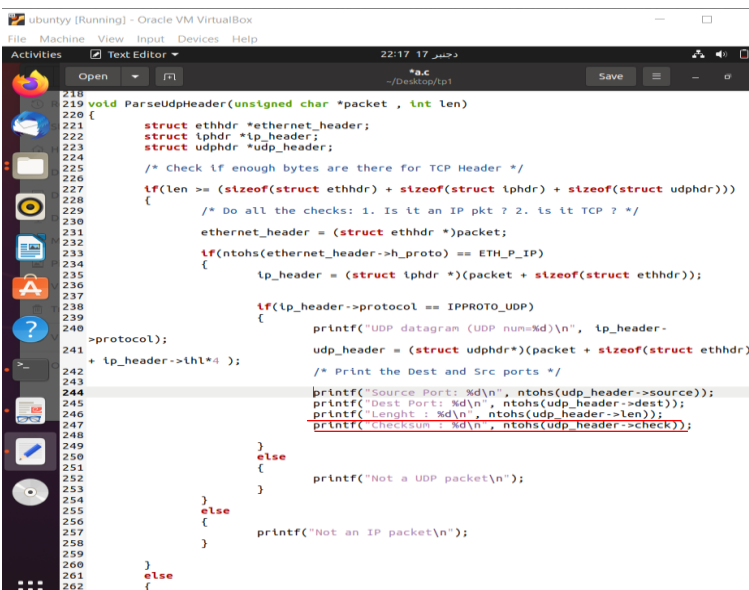 ubuntyy [Running] - Oracle VM VirtualBox
File Machine View Input Devices Help
Activities Text Editor 22:17 17 دجنبر
Open *a.c Save
~/Desktop/tp1
218
219 void ParseUdpHeader(unsigned char *packet , int len)
220 {
221 struct ethhdr *ethernet_header;
222 struct iphdr *ip_header;
223 struct udphdr *udp_header;
224
225 /* Check if enough bytes are there for TCP Header */
226
227 if(len >= (sizeof(struct ethhdr) + sizeof(struct iphdr) + sizeof(struct udphdr)))
228 {
229 /* Do all the checks: 1. Is it an IP pkt ? 2. is it TCP ? */
230
231 ethernet_header = (struct ethhdr *)packet;
232
233 if(ntohs(ethernet_header->h_proto) == ETH_P_IP)
234 {
235 ip_header = (struct iphdr *)(packet + sizeof(struct ethhdr));
236
237
238 if(ip_header->protocol == IPPROTO_UDP)
239 {
240 printf("UDP datagram (UDP num=%d)\n", ip_header-
>protocol);
241 udp_header = (struct udphdr*)(packet + sizeof(struct ethhdr)
+ ip_header->ihl*4 );
242 /* Print the Dest and Src ports */
243
244 printf("Source Port: %d\n", ntohs(udp_header->source));
245 printf("Dest Port: %d\n", ntohs(udp_header->dest));
246 printf("Lenght : %d\n", ntohs(udp_header->len));
247 printf("Checksum : %d\n", ntohs(udp_header->check));
248
249 }
250 else
251 {
252 printf("Not a UDP packet\n");
253 }
254 }
255 else
256 {
257 printf("Not an IP packet\n");
258 }
259
260 }
261 else
262 {